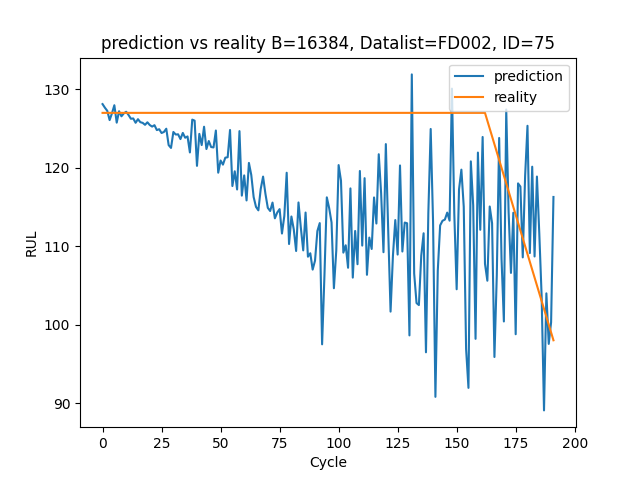 prediction vs reality B=16384, Datalist=FD002, ID=75
prediction
reality
130
120
110
100
90
RUL
0 25 50 75 100 125 150 175 200
Cycle